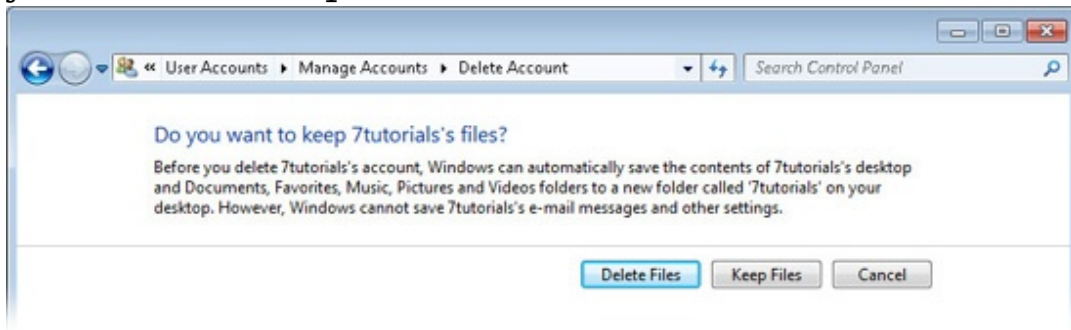 « User Accounts ▸ Manage Accounts ▸ Delete Account Search Control Panel
Do you want to keep 7tutorials's files?
Before you delete 7tutorials's account, Windows can automatically save the contents of 7tutorials's desktop
and Documents, Favorites, Music, Pictures and Videos folders to a new folder called '7tutorials' on your
desktop. However, Windows cannot save 7tutorials's e-mail messages and other settings.
Delete Files Keep Files Cancel